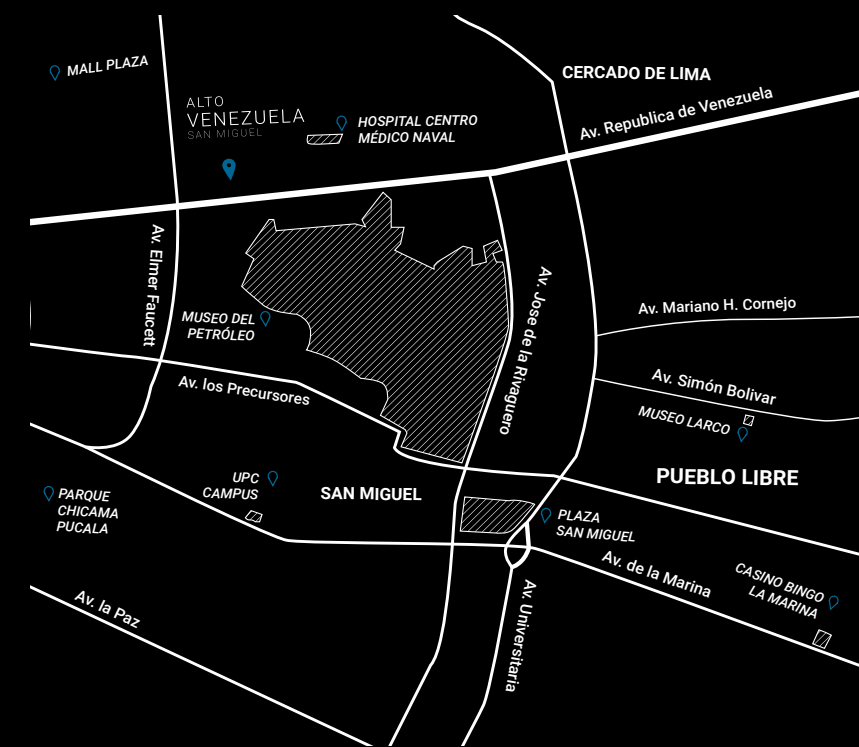 CERCADO DE LIMA
MALL PLAZA
ALTO
VENEZUELA
SAN MIGUEL
HOSPITAL CENTRO
MÉDICO NAVAL
Av. Republica de Venezuela
Av. Elmer Faucett
Av. Jose de la Rivaguero
Av. Mariano H. Cornejo
MUSEO DEL
PETRÓLEO
Av. los Precursores
Av. Simón Bolivar
MUSEO LARCO
PUEBLO LIBRE
UPC
CAMPUS
SAN MIGUEL
PARQUE
CHICAMA
PUCALA
PLAZA
SAN MIGUEL
Av. de la Marina
CASINO BINGO
LA MARINA
Av. la Paz
Av. Universitaria